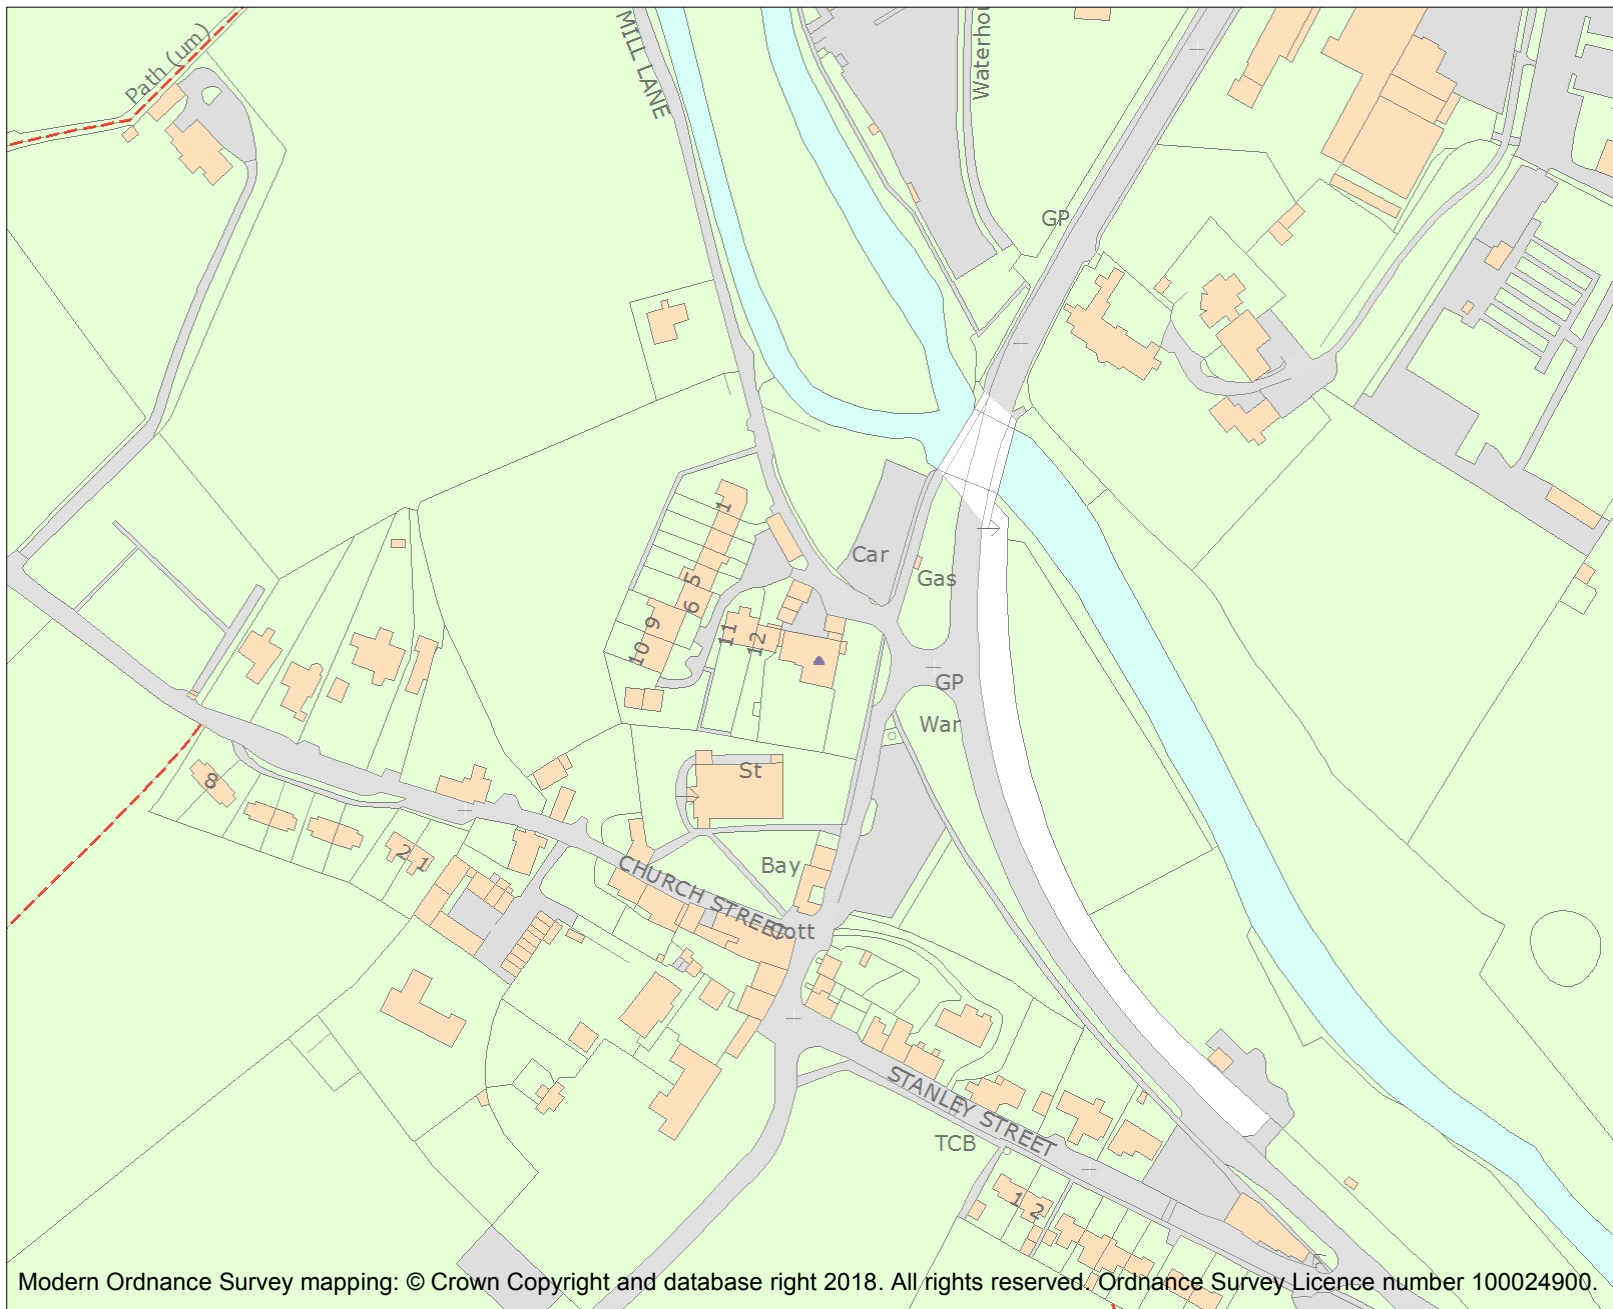 Path (um)
MILL LANE
GP
1
Car
5
Gas
6
9
11
12
10
GP
War
St
8
2 1
Bay
CHURCH STREET
Cott
STANLEY STREET
TCB
1 2
Modern Ordnance Survey mapping: © Crown Copyright and database right 2018. All rights reserved. Ordnance Survey Licence number 100024900.